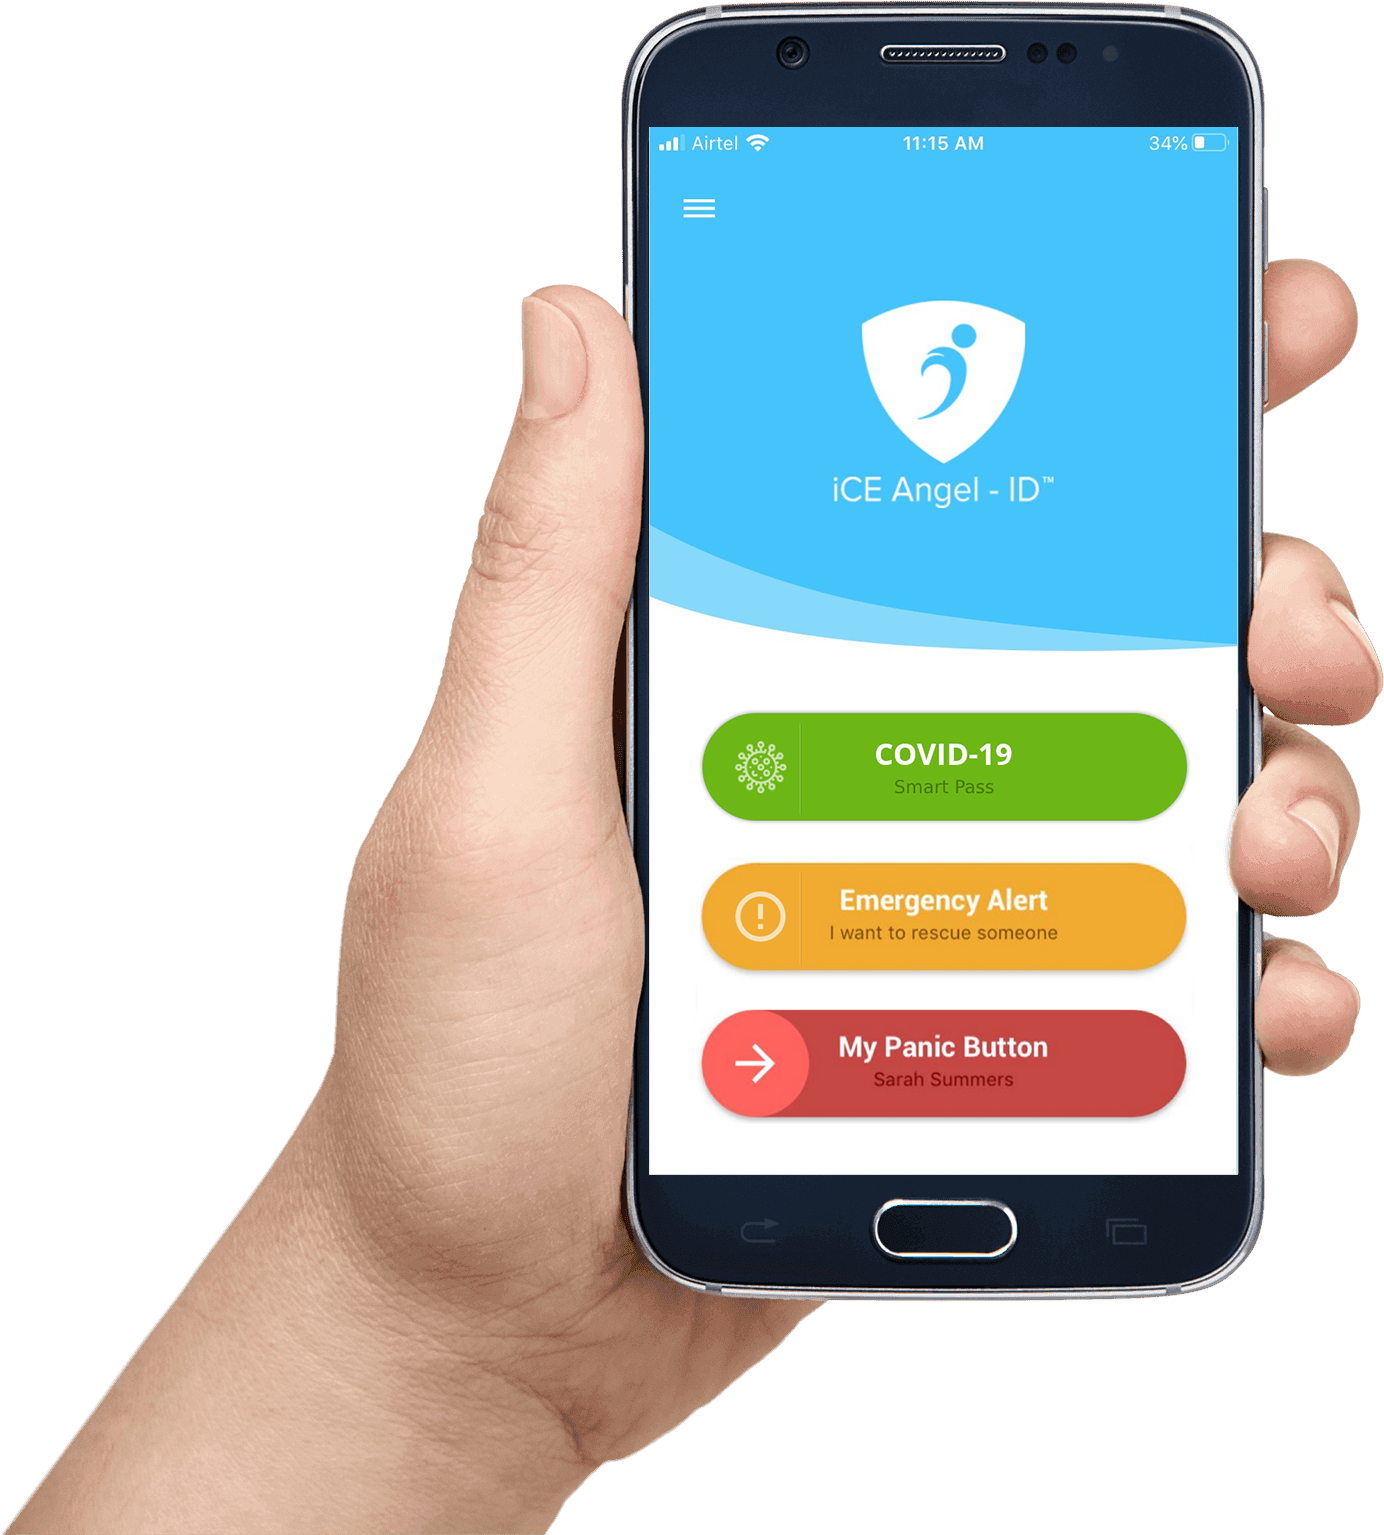 Airtel 11:15 AM 34%
iCE Angel - ID™
COVID-19
Smart Pass
Emergency Alert
I want to rescue someone
My Panic Button
Sarah Summers